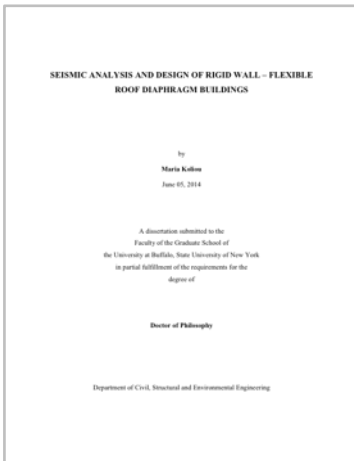 SEISMIC ANALYSIS AND DESIGN OF RIGID WALL – FLEXIBLE
ROOF DIAPHRAGM BUILDINGS
by
Maria Koliou
June 05, 2014
A dissertation submitted to the
Faculty of the Graduate School of
the University at Buffalo, State University of New York
in partial fulfillment of the requirements for the
degree of
Doctor of Philosophy
Department of Civil, Structural and Environmental Engineering